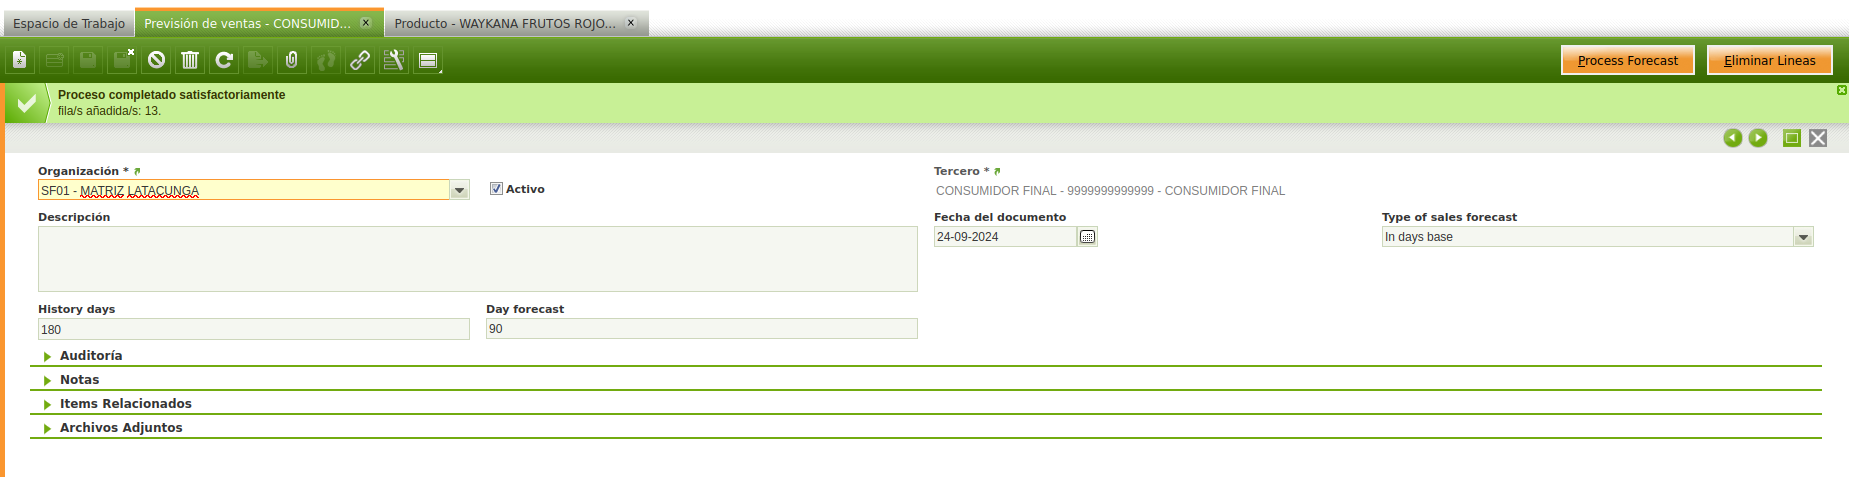 Espacio de Trabajo
Previsión de ventas - CONSUMID...
Producto - WAYKANA FRUTOS ROJO...
Process Forecast
Eliminar Lineas
Proceso completado satisfactoriamente
fila/s añadida/s: 13.
Organización *
Tercero *
SF01 - MATRIZ LATACUNGA
Activo
CONSUMIDOR FINAL - 9999999999999 - CONSUMIDOR FINAL
Descripción
Fecha del documento
Type of sales forecast
24-09-2024
In days base
History days
Day forecast
180
90
Auditoría
Notas
Items Relacionados
Archivos Adjuntos